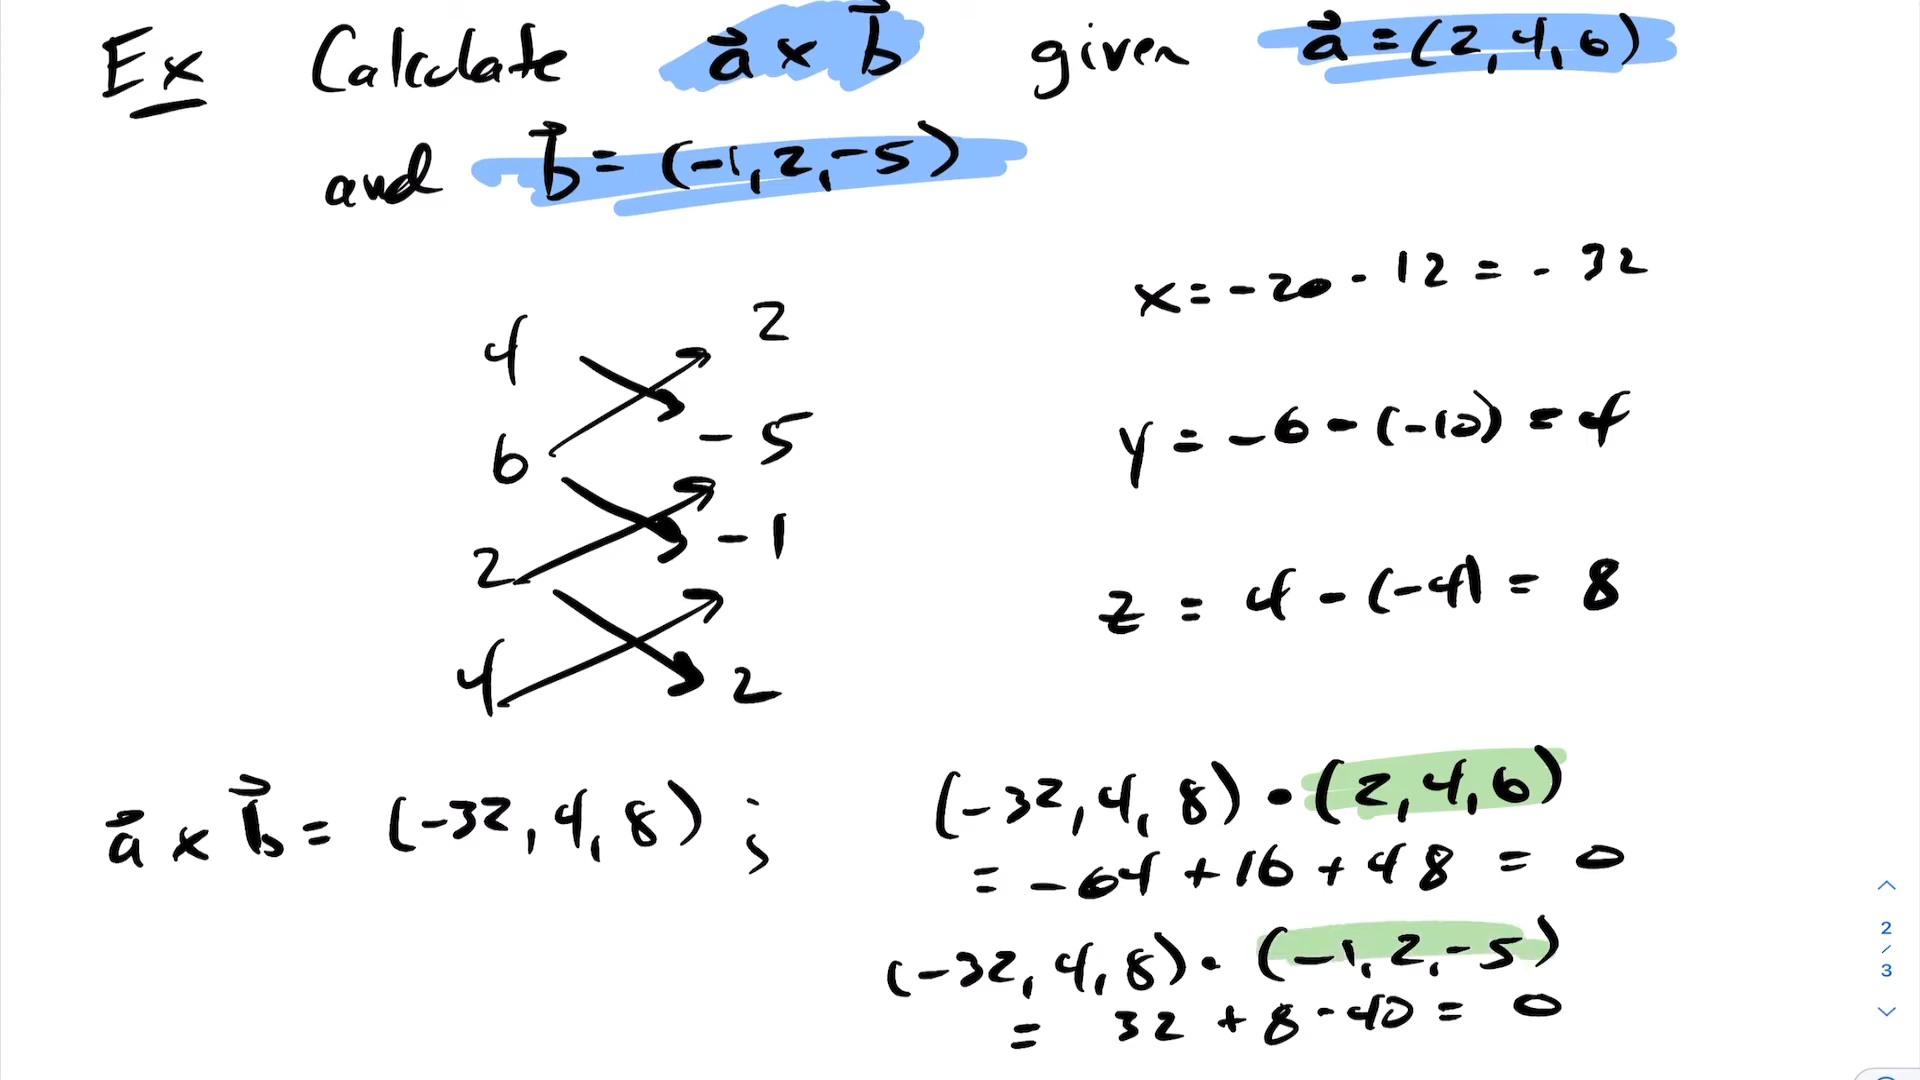 Ex Calculate a⃗ × b⃗ given a⃗ = (2, 4, 6)
and b⃗ = (-1, 2, -5)
x = -20 - 12 = - 32
4 2
6 -5
y = -6 - (-10) = 4
2 -1
z = 4 - (-4) = 8
4 2
a⃗ × b⃗ = (-32, 4, 8) ;
(-32, 4, 8) • (2, 4, 6)
= -64 + 16 + 48 = 0
(-32, 4, 8) • (-1, 2, -5)
= 32 + 8 - 40 = 0
2
/
3